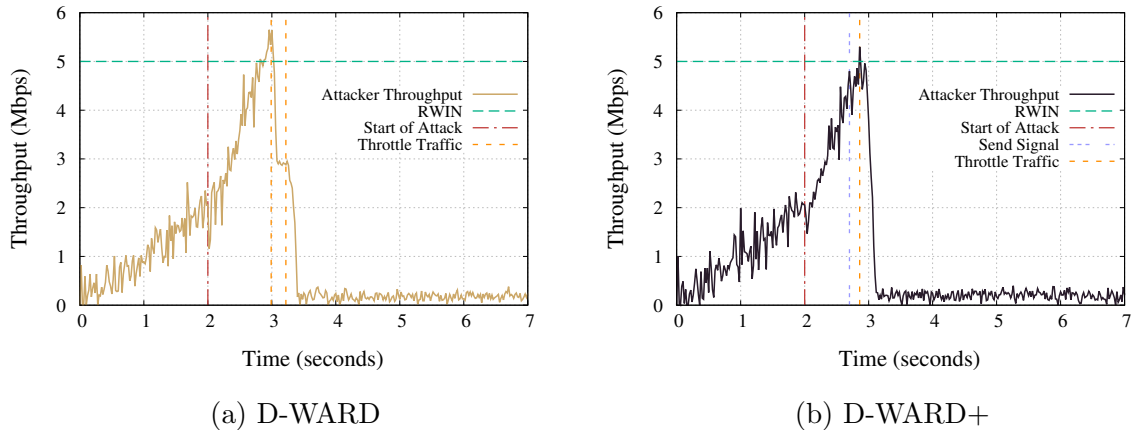 6
5
4
3
2
1
0
Throughput (Mbps)
Attacker Throughput
RWIN
Start of Attack
Throttle Traffic
0 1 2 3 4 5 6 7
Time (seconds)
(a) D-WARD
6
5
4
3
2
1
0
Throughput (Mbps)
Attacker Throughput
RWIN
Start of Attack
Send Signal
Throttle Traffic
0 1 2 3 4 5 6 7
Time (seconds)
(b) D-WARD+